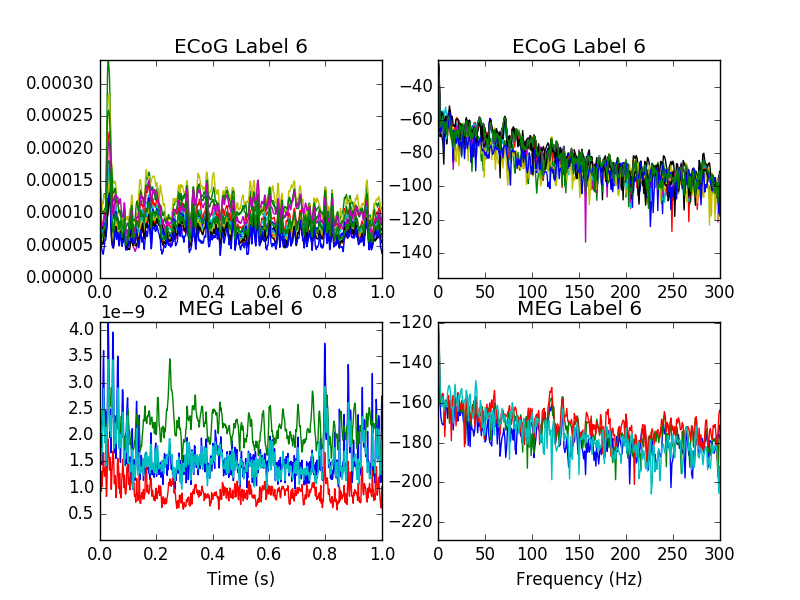 ECoG Label 6
0.00030
0.00025
0.00020
0.00015
0.00010
0.00005
0.00000
0.0 0.2 0.4 0.6 0.8 1.0
ECoG Label 6
−60
−80
−100
−120
−140
−40
0 50 100 150 200 250 300
MEG Label 6
1e−9
4.0
3.5
3.0
2.5
2.0
1.5
1.0
0.5
0.0 0.2 0.4 0.6 0.8 1.0
Time (s)
MEG Label 6
−120
−140
−160
−180
−200
−220
0 50 100 150 200 250 300
Frequency (Hz)